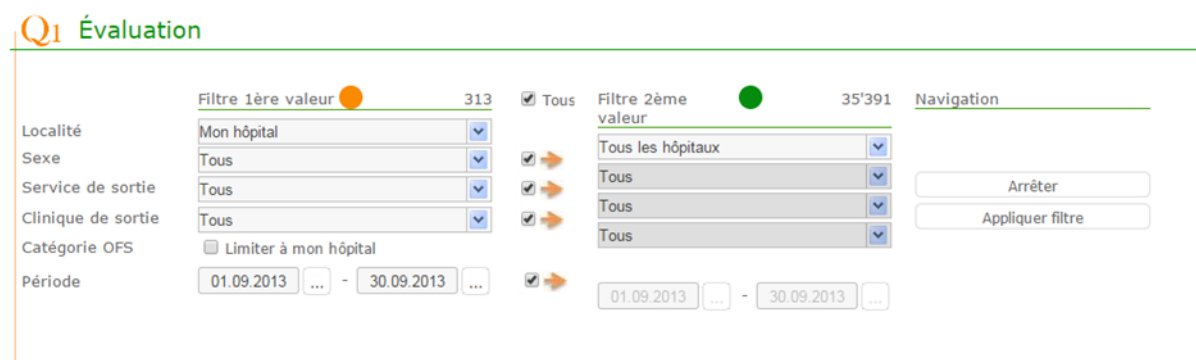 Q1 Évaluation
Filtre 1ère valeur 313 Tous Filtre 2ème valeur 35'391 Navigation
Localité Mon hôpital Tous les hôpitaux
Sexe Tous Tous
Service de sortie Tous Tous Arrêter
Clinique de sortie Tous Tous Appliquer filtre
Catégorie OFS Limiter à mon hôpital
Période 01.09.2013 ... - 30.09.2013 ... 01.09.2013 ... - 30.09.2013 ...